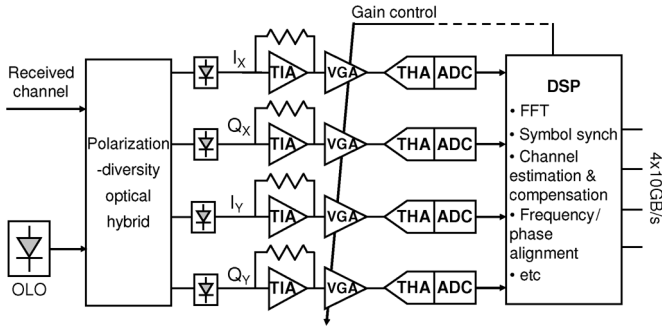 Gain control
Received
channel
Polarization
-diversity
optical
hybrid
OLO
I_X
TIA
VGA
THA
ADC
Q_X
TIA
VGA
THA
ADC
I_Y
TIA
VGA
THA
ADC
Q_Y
TIA
VGA
THA
ADC
DSP
• FFT
• Symbol synch
• Channel
estimation &
compensation
• Frequency/
phase
alignment
• etc
4x10GB/s